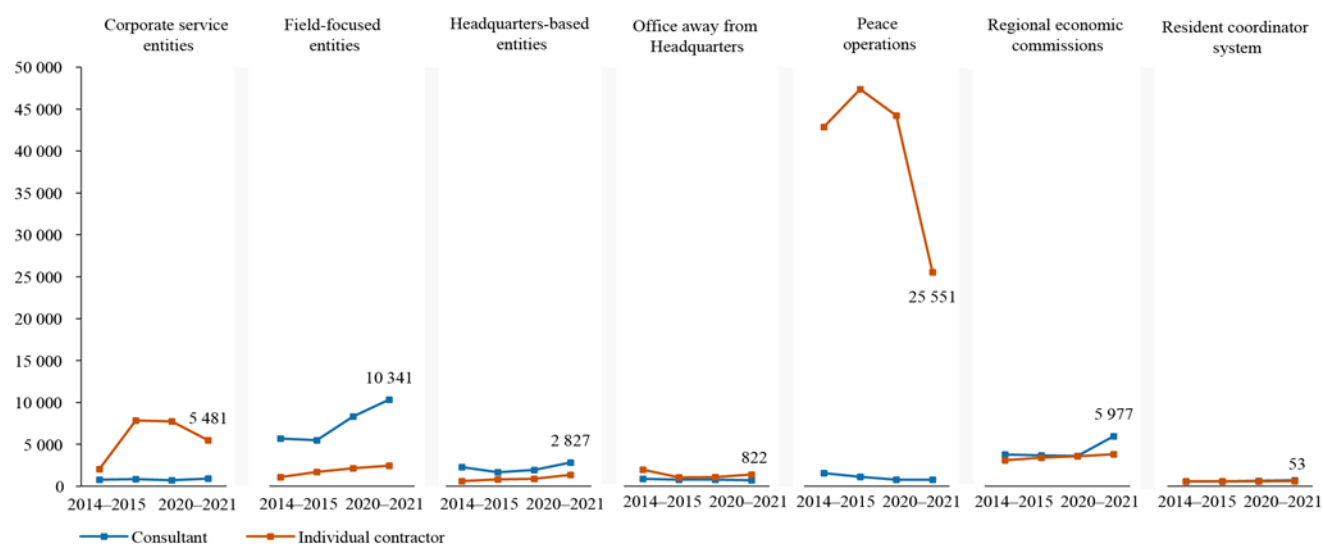 Corporate service
entities
Field-focused
entities
Headquarters-based
entities
Office away from
Headquarters
Peace
operations
Regional economic
commissions
Resident coordinator
system
50 000
45 000
40 000
35 000
30 000
25 000
20 000
15 000
10 000
5 000
0
5 481
10 341
2 827
822
25 551
5 977
53
2014–2015 2020–2021
2014–2015 2020–2021
2014–2015 2020–2021
2014–2015 2020–2021
2014–2015 2020–2021
2014–2015 2020–2021
2014–2015 2020–2021
Consultant Individual contractor